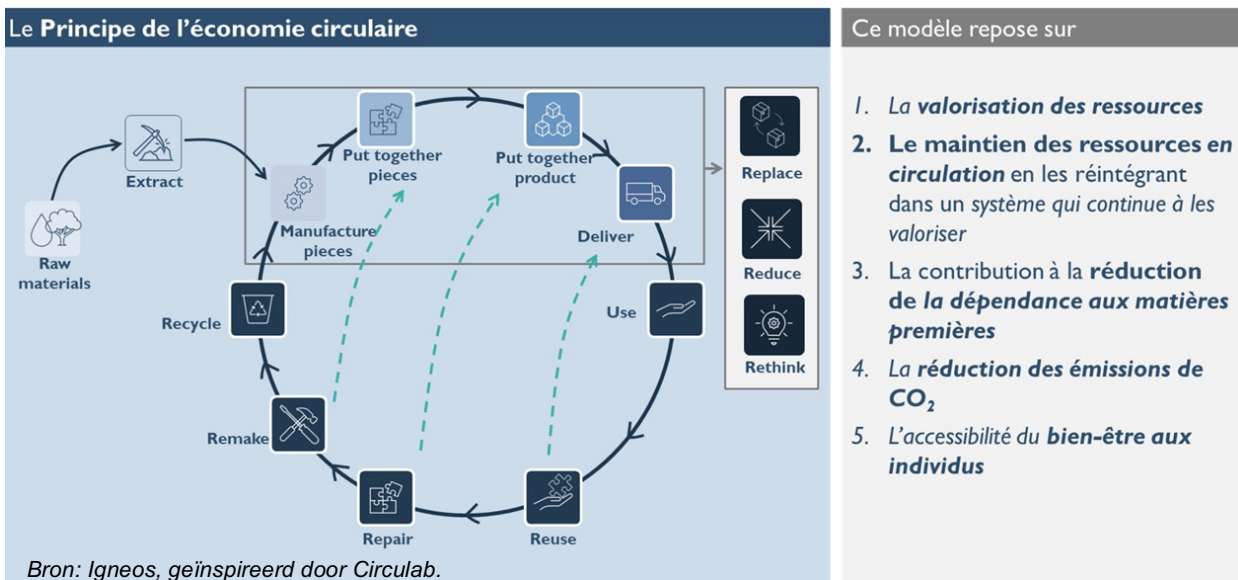 Le Principe de l'économie circulaire
Extract
Raw
materials
Put together
pieces
Put together
product
Manufacture
pieces
Deliver
Recycle
Use
Remake
Repair
Reuse
Replace
Reduce
Rethink
Bron: Igneos, geïnspireerd door Circulab.
Ce modèle repose sur
1. La valorisation des ressources
2. Le maintien des ressources en
circulation en les réintégrant
dans un système qui continue à les
valoriser
3. La contribution à la réduction
de la dépendance aux matières
premières
4. La réduction des émissions de
CO₂
5. L'accessibilité du bien-être aux
individus